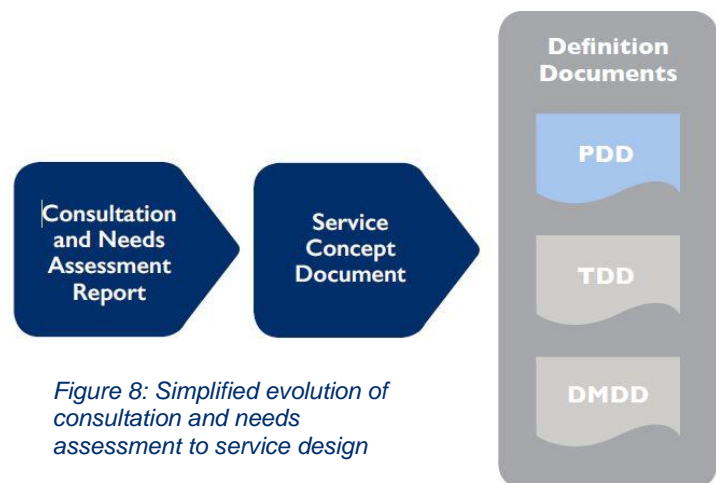 Consultation
and Needs
Assessment
Report
Service
Concept
Document
Definition
Documents
PDD
TDD
DMDD
Figure 8: Simplified evolution of
consultation and needs
assessment to service design